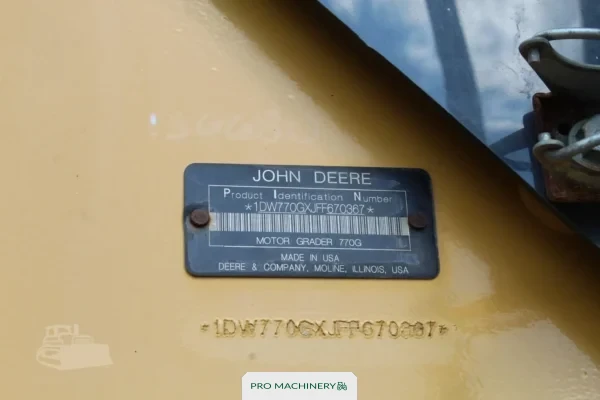 JOHN DEERE
Product Identification Number
*1DW770GXJFF670367*
MOTOR GRADER 770G
MADE IN USA
DEERE & COMPANY, MOLINE, ILLINOIS, USA
*1DW770GXJFF670367*
PRO MACHINERY